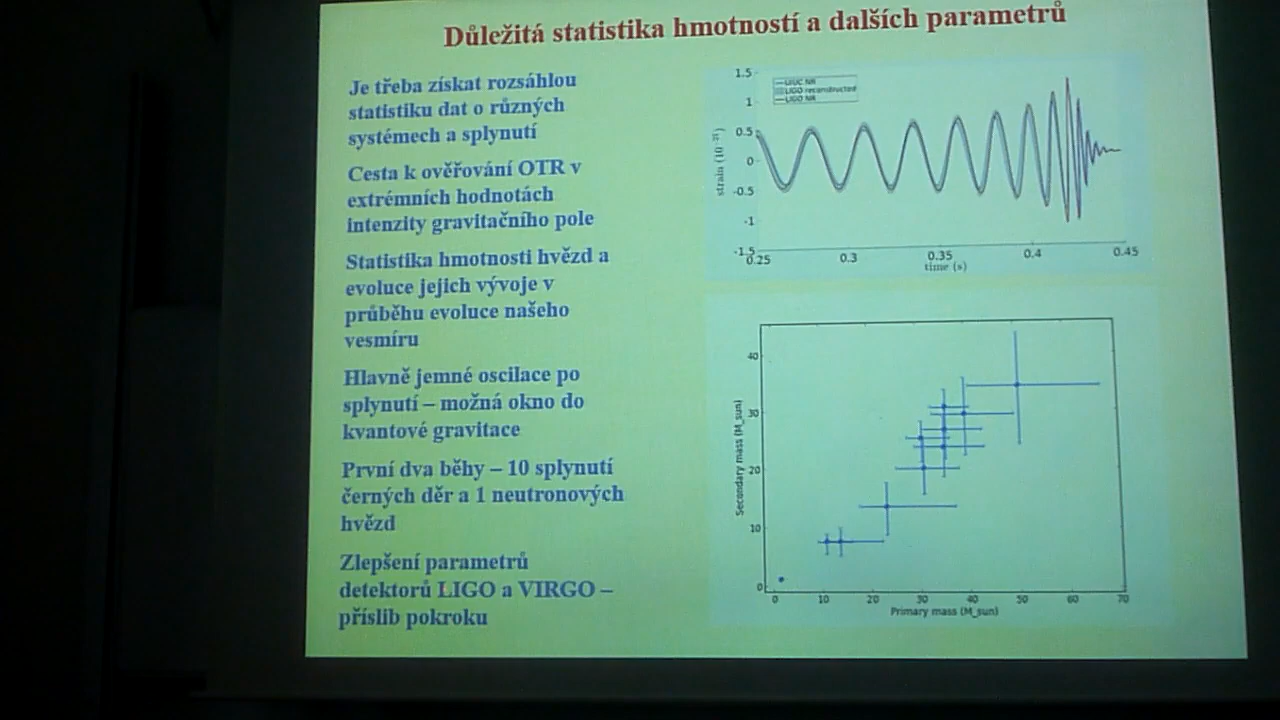 Důležitá statistika hmotností a dalších parametrů
Je třeba získat rozsáhlou
statistiku dat o různých
systémech a splynutí
Cesta k ověřování OTR v
extrémních hodnotách
intenzity gravitačního pole
Statistika hmotnosti hvězd a
evoluce jejich vývoje v
průběhu evoluce našeho
vesmíru
Hlavně jemné oscilace po
splynutí – možná okno do
kvantové gravitace
První dva běhy – 10 splynutí
černých děr a 1 neutronových
hvězd
Zlepšení parametrů
detektorů LIGO a VIRGO –
příslib pokroku
UIUC NR
LIGO reconstructed
LIGO NR
1.5
1
0.5
0
-0.5
-1
-1.5
strain (10⁻²¹)
0.25 0.3 0.35 0.4 0.45
time (s)
40
30
20
10
0
Secondary mass (M_sun)
0 10 20 30 40 50 60 70
Primary mass (M_sun)